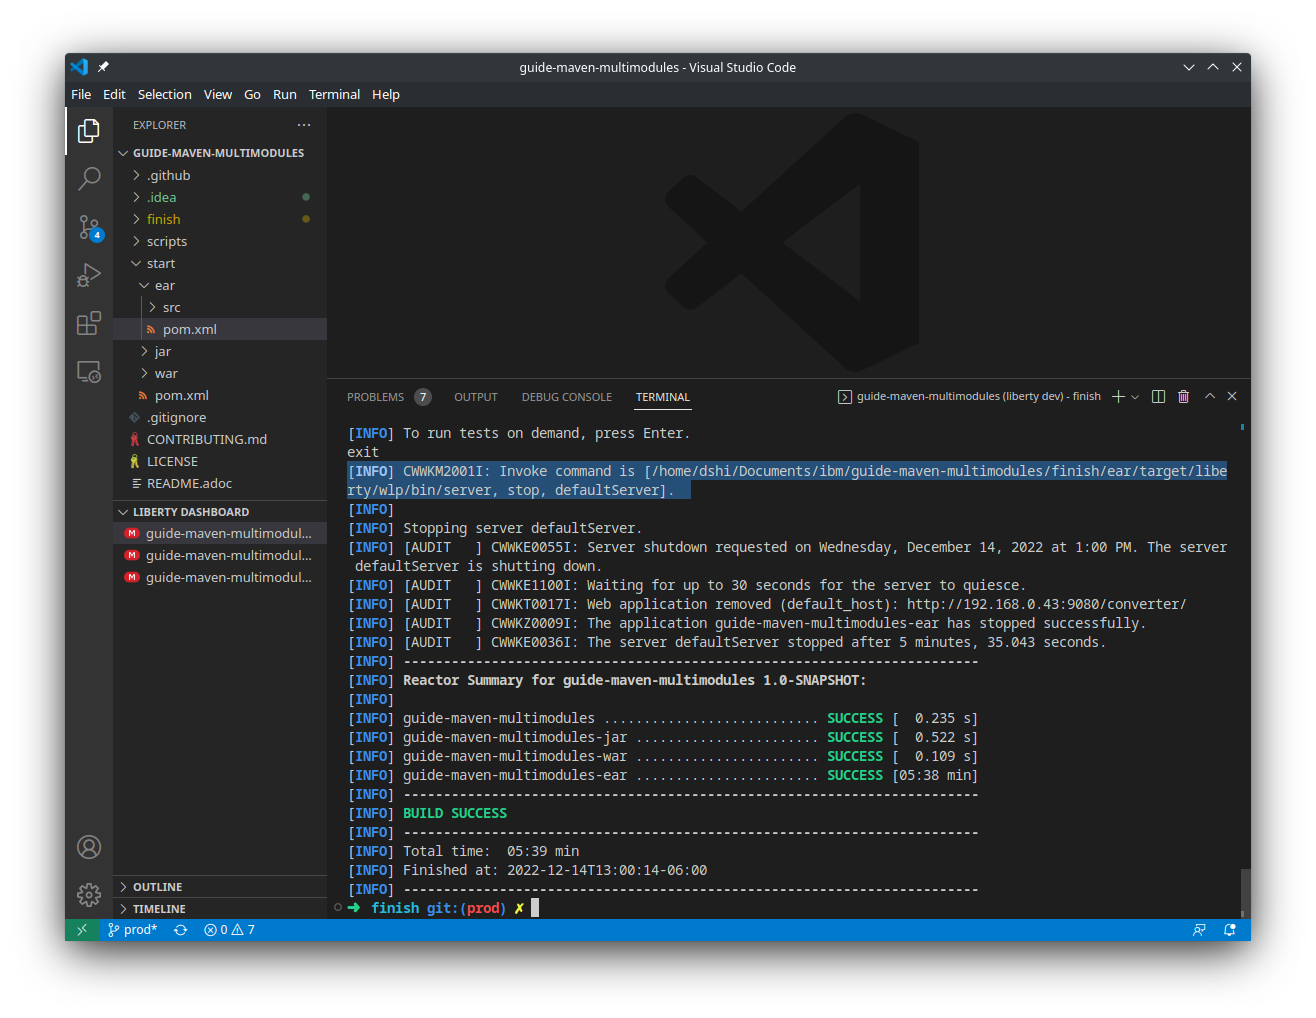 guide-maven-multimodules - Visual Studio Code
File Edit Selection View Go Run Terminal Help
EXPLORER
GUIDE-MAVEN-MULTIMODULES
.github
.idea
finish
scripts
start
ear
src
pom.xml
jar
war
pom.xml
.gitignore
CONTRIBUTING.md
LICENSE
README.adoc
LIBERTY DASHBOARD
M guide-maven-multimodul...
M guide-maven-multimodul...
M guide-maven-multimodul...
OUTLINE
TIMELINE
4
PROBLEMS 7 OUTPUT DEBUG CONSOLE TERMINAL guide-maven-multimodules (liberty dev) - finish
[INFO] To run tests on demand, press Enter.
exit
[INFO] CWWKM2001I: Invoke command is [/home/dshi/Documents/ibm/guide-maven-multimodules/finish/ear/target/libe
rty/wlp/bin/server, stop, defaultServer].
[INFO]
[INFO] Stopping server defaultServer.
[INFO] [AUDIT   ] CWWKE0055I: Server shutdown requested on Wednesday, December 14, 2022 at 1:00 PM. The server
defaultServer is shutting down.
[INFO] [AUDIT   ] CWWKE1100I: Waiting for up to 30 seconds for the server to quiesce.
[INFO] [AUDIT   ] CWWKT0017I: Web application removed (default_host): http://192.168.0.43:9080/converter/
[INFO] [AUDIT   ] CWWKZ0009I: The application guide-maven-multimodules-ear has stopped successfully.
[INFO] [AUDIT   ] CWWKE0036I: The server defaultServer stopped after 5 minutes, 35.043 seconds.
[INFO] ------------------------------------------------------------------------
[INFO] Reactor Summary for guide-maven-multimodules 1.0-SNAPSHOT:
[INFO]
[INFO] guide-maven-multimodules ........................... SUCCESS [  0.235 s]
[INFO] guide-maven-multimodules-jar ....................... SUCCESS [  0.522 s]
[INFO] guide-maven-multimodules-war ....................... SUCCESS [  0.109 s]
[INFO] guide-maven-multimodules-ear ....................... SUCCESS [05:38 min]
[INFO] ------------------------------------------------------------------------
[INFO] BUILD SUCCESS
[INFO] ------------------------------------------------------------------------
[INFO] Total time:  05:39 min
[INFO] Finished at: 2022-12-14T13:00:14-06:00
[INFO] ------------------------------------------------------------------------
➜ finish git:(prod) ✗
prod* 0 7